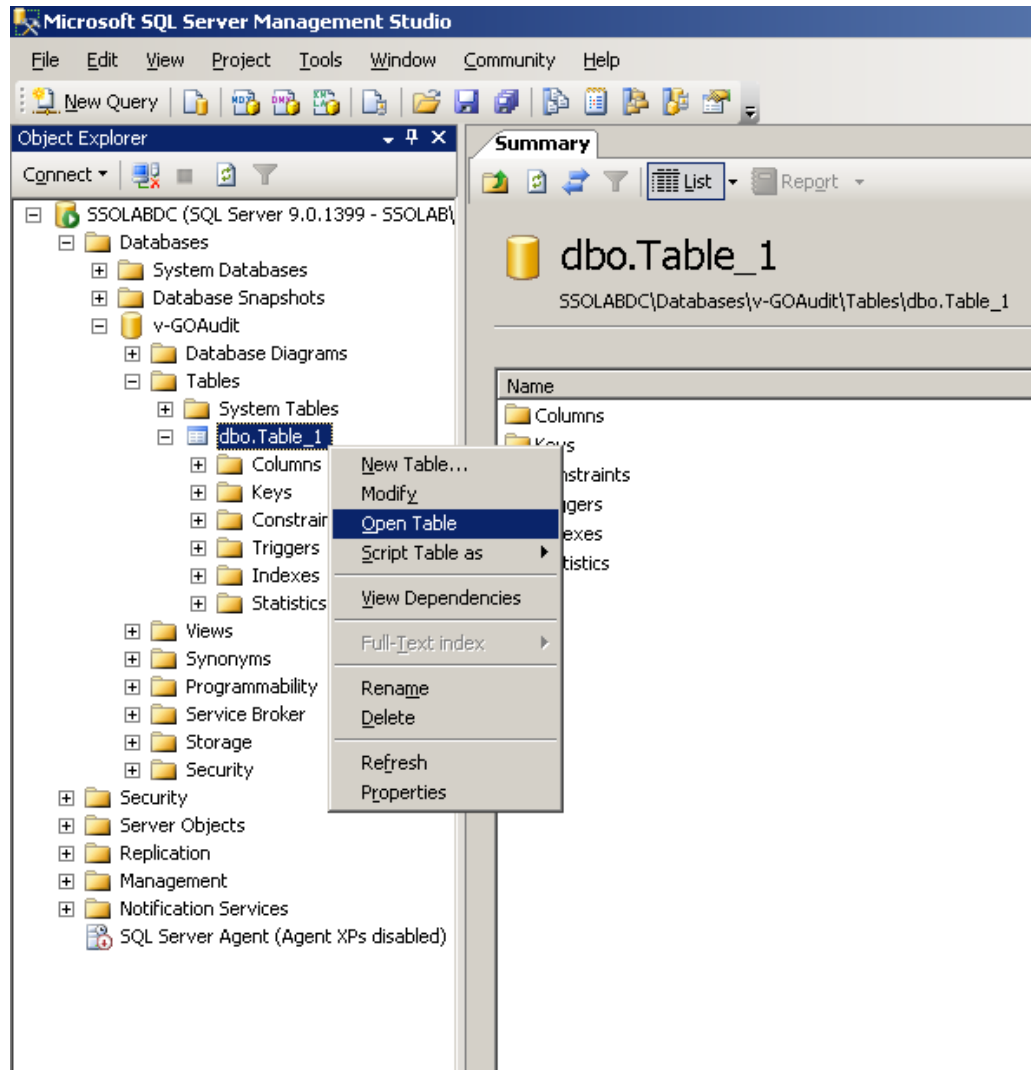 Microsoft SQL Server Management Studio
File Edit View Project Tools Window Community Help
New Query
Object Explorer
Connect
SSOLABDC (SQL Server 9.0.1399 - SSOLAB\
Databases
System Databases
Database Snapshots
v-GOAudit
Database Diagrams
Tables
System Tables
dbo.Table_1
Columns
Keys
Constrain
Triggers
Indexes
Statistics
Views
Synonyms
Programmability
Service Broker
Storage
Security
Security
Server Objects
Replication
Management
Notification Services
SQL Server Agent (Agent XPs disabled)
New Table...
Modify
Open Table
Script Table as
View Dependencies
Full-Text index
Rename
Delete
Refresh
Properties
Summary
List Report
dbo.Table_1
SSOLABDC\Databases\v-GOAudit\Tables\dbo.Table_1
Name
Columns
Keys
nstraints
gers
exes
tistics